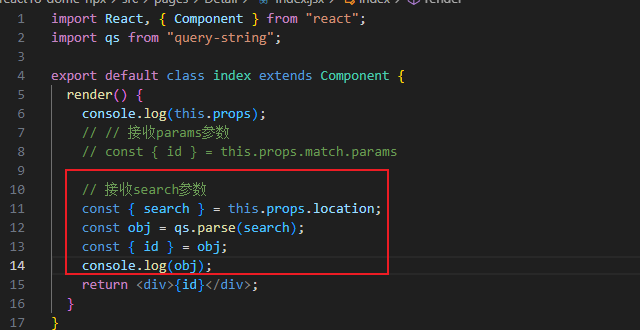 react6-dome-npx > src > pages > Detail > index.jsx > index > render
1 import React, { Component } from "react";
2 import qs from "query-string";
3
4 export default class index extends Component {
5 render() {
6 console.log(this.props);
7 // // 接收params参数
8 // const { id } = this.props.match.params
9
10 // 接收search参数
11 const { search } = this.props.location;
12 const obj = qs.parse(search);
13 const { id } = obj;
14 console.log(obj);
15 return <div>{id}</div>;
16 }
17 }